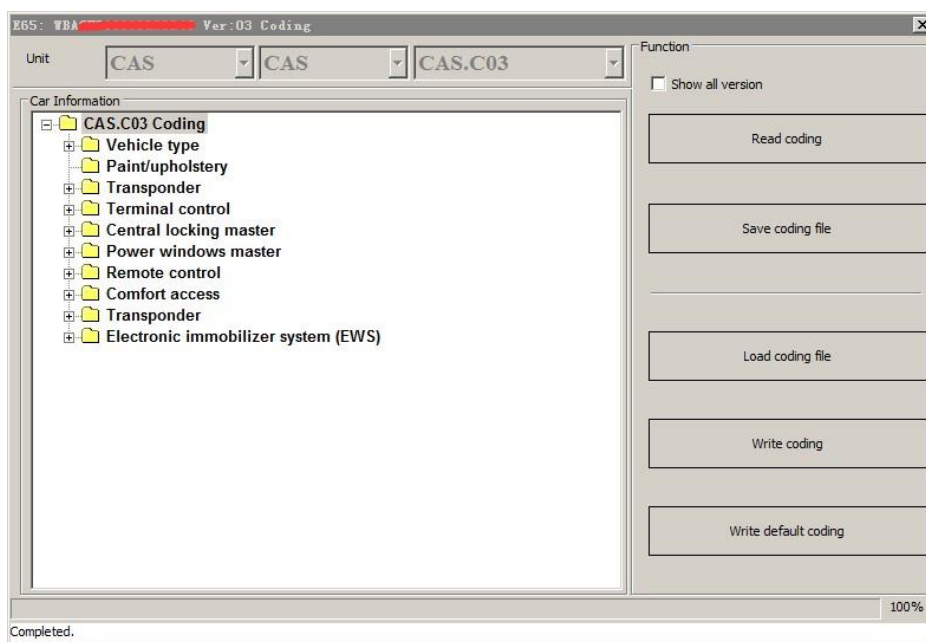 E65: WBA Ver:03 Coding
Unit
CAS
CAS
CAS.C03
Car Information
CAS.C03 Coding
Vehicle type
Paint/upholstery
Transponder
Terminal control
Central locking master
Power windows master
Remote control
Comfort access
Transponder
Electronic immobilizer system (EWS)
Function
Show all version
Read coding
Save coding file
Load coding file
Write coding
Write default coding
100%
Completed.